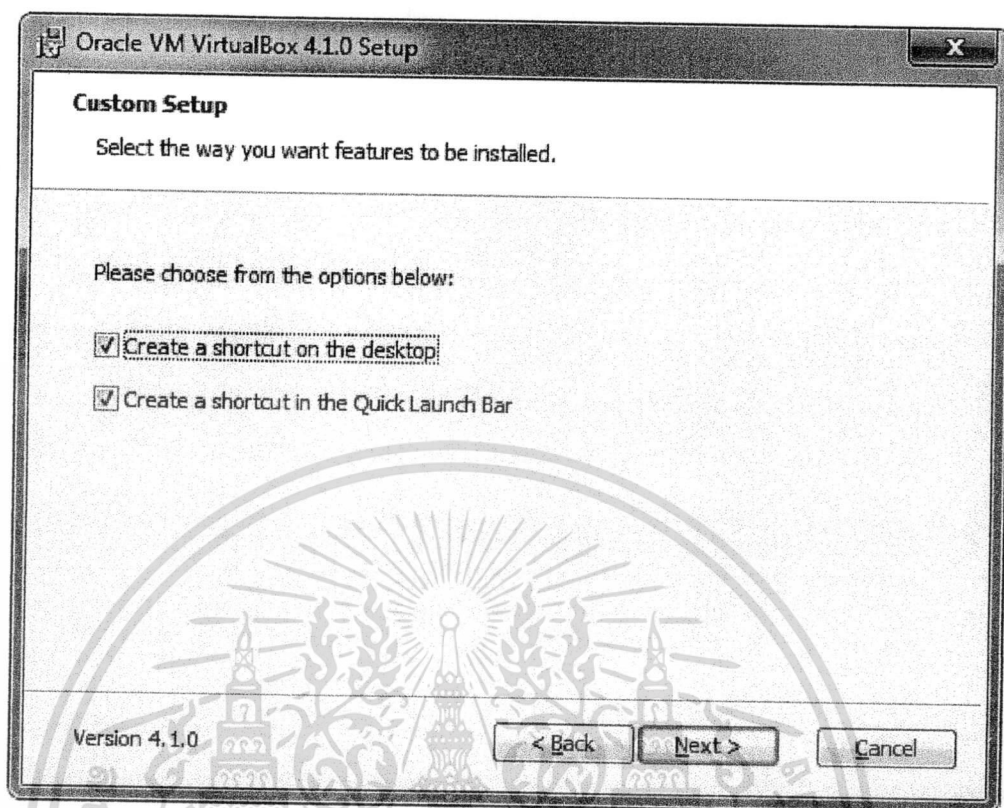 Oracle VM VirtualBox 4.1.0 Setup
Custom Setup
Select the way you want features to be installed.
Please choose from the options below:
Create a shortcut on the desktop
Create a shortcut in the Quick Launch Bar
Version 4.1.0
< Back
Next >
Cancel